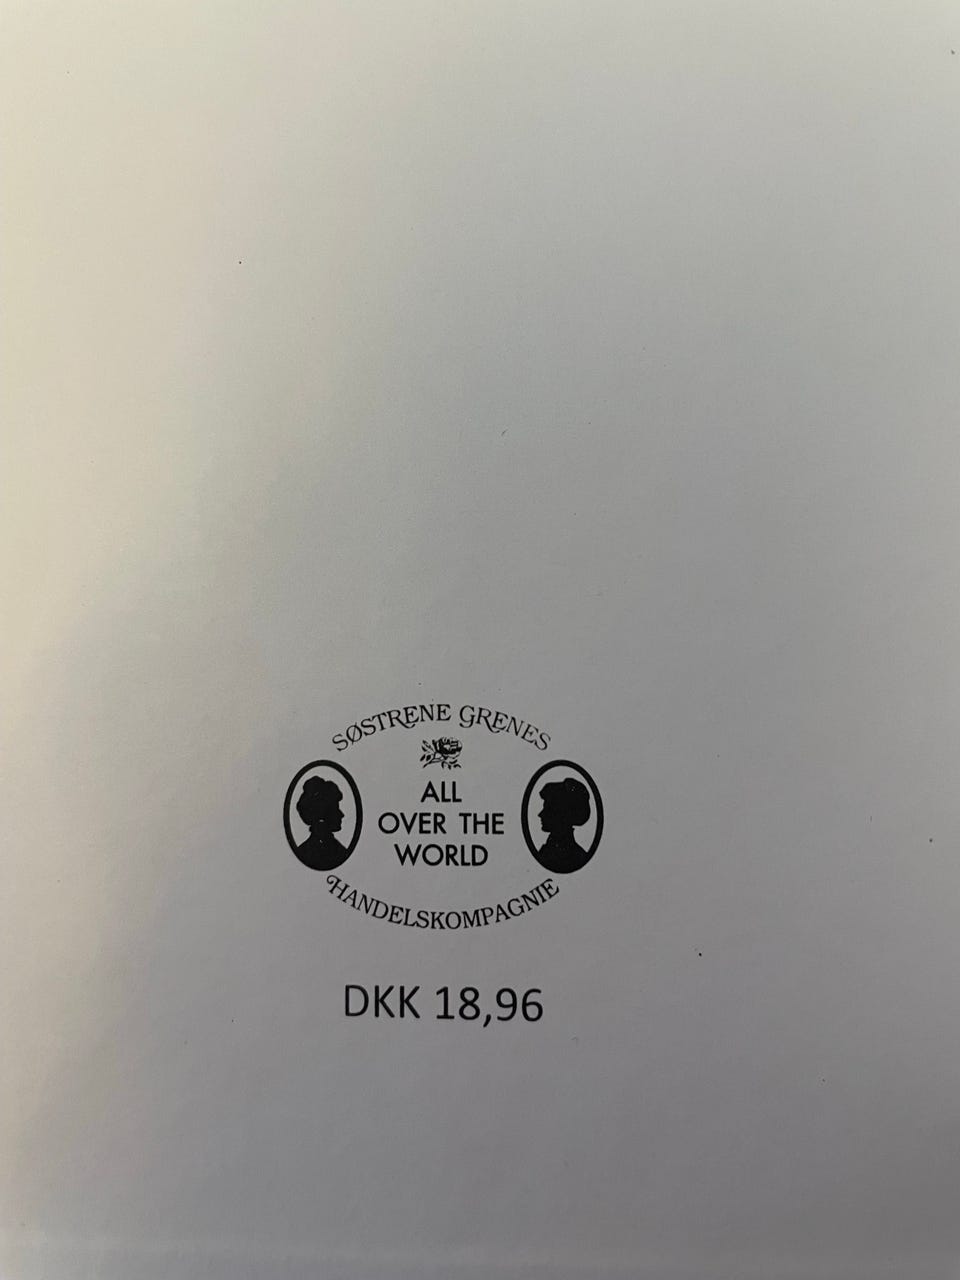 SØSTRENE GRENES
ALL
OVER THE
WORLD
HANDELSKOMPAGNIE
DKK 18,96